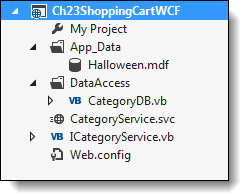 Ch23ShoppingCartWCF
My Project
App_Data
Halloween.mdf
DataAccess
VB CategoryDB.vb
CategoryService.svc
VB ICategoryService.vb
Web.config